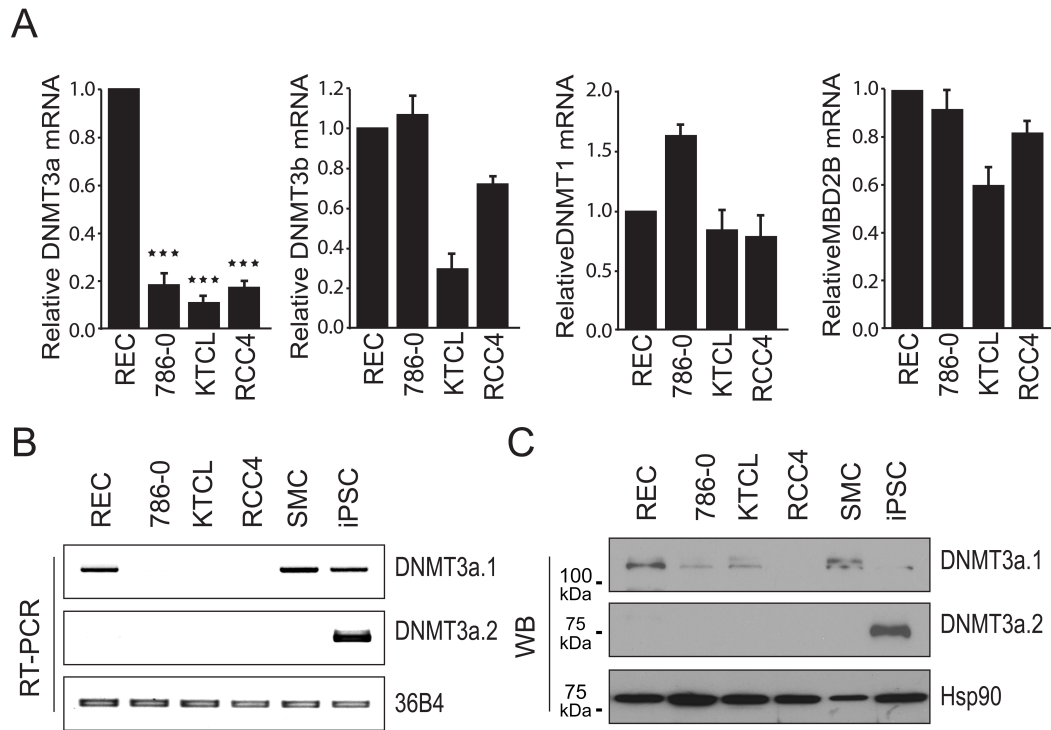 A
Relative DNMT3a mRNA
1.0
0.8
0.6
0.4
0.2
0.0
★★★
★★★
★★★
REC
786-0
KTCL
RCC4
Relative DNMT3b mRNA
1.2
1.0
0.8
0.6
0.4
0.2
0.0
REC
786-0
KTCL
RCC4
RelativeDNMT1 mRNA
2.0
1.5
1.0
0.5
0.0
REC
786-0
KTCL
RCC4
RelativeMBD2B mRNA
1.0
0.8
0.6
0.4
0.2
0.0
REC
786-0
KTCL
RCC4
B
REC
786-0
KTCL
RCC4
SMC
iPSC
RT-PCR
DNMT3a.1
DNMT3a.2
36B4
C
REC
786-0
KTCL
RCC4
SMC
iPSC
WB
100
kDa
DNMT3a.1
75
kDa
DNMT3a.2
75
kDa
Hsp90